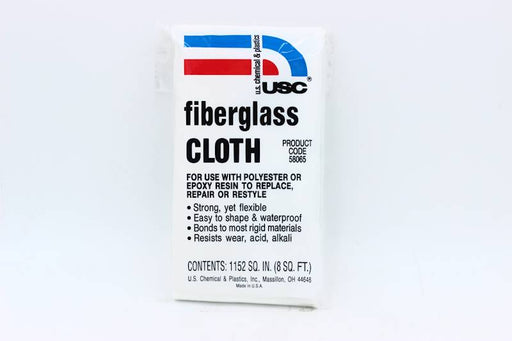 u.s. chemical & plastics
USC®
fiberglass
CLOTH
PRODUCT
CODE
58065
FOR USE WITH POLYESTER OR
EPOXY RESIN TO REPLACE,
REPAIR OR RESTYLE
• Strong, yet flexible
• Easy to shape & waterproof
• Bonds to most rigid materials
• Resists wear, acid, alkali
CONTENTS: 1152 SQ. IN. (8 SQ. FT.)
U.S. Chemical & Plastics, Inc., Massillon, OH 44646
Made in U.S.A.